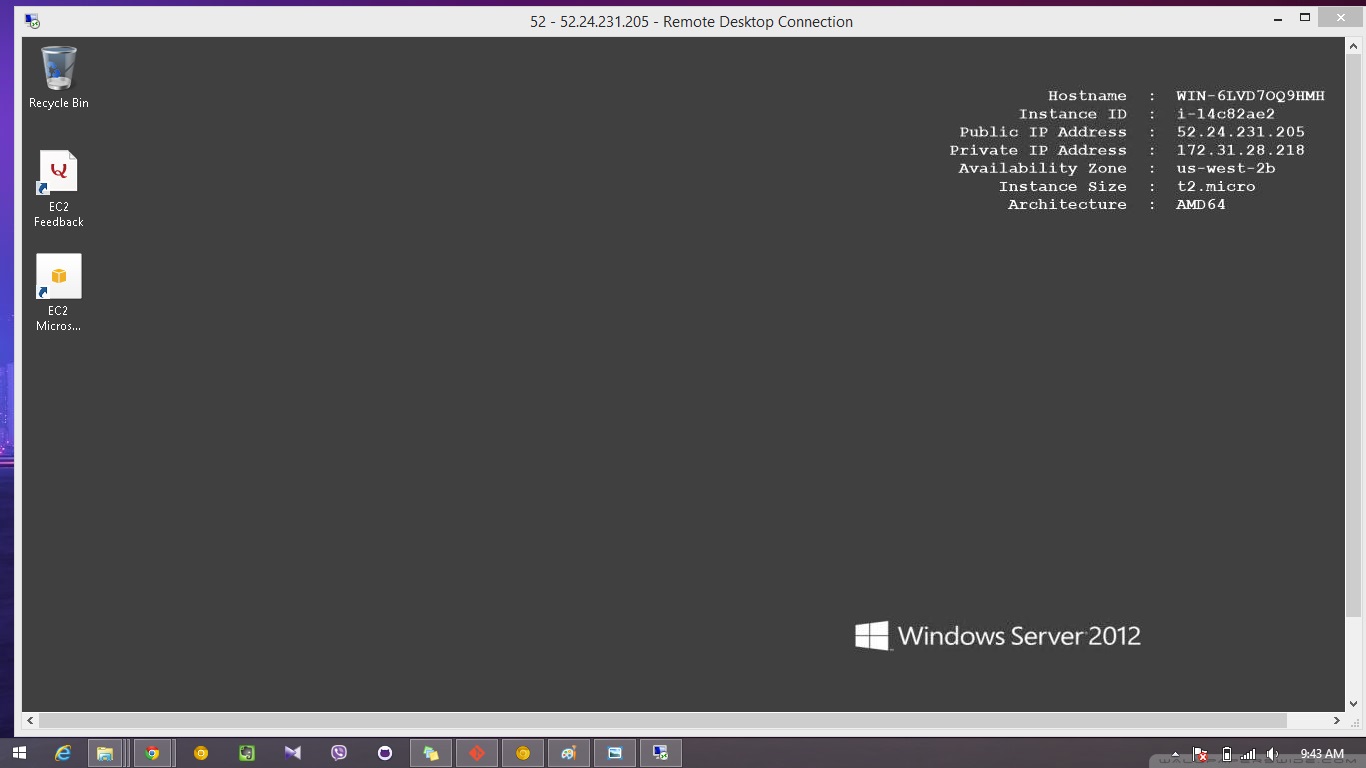 52 - 52.24.231.205 - Remote Desktop Connection
Recycle Bin
EC2
Feedback
EC2
Micros...
Hostname : WIN-6LVD7OQ9HMH
Instance ID : i-14c82ae2
Public IP Address : 52.24.231.205
Private IP Address : 172.31.28.218
Availability Zone : us-west-2b
Instance Size : t2.micro
Architecture : AMD64
Windows Server 2012
9:43 AM